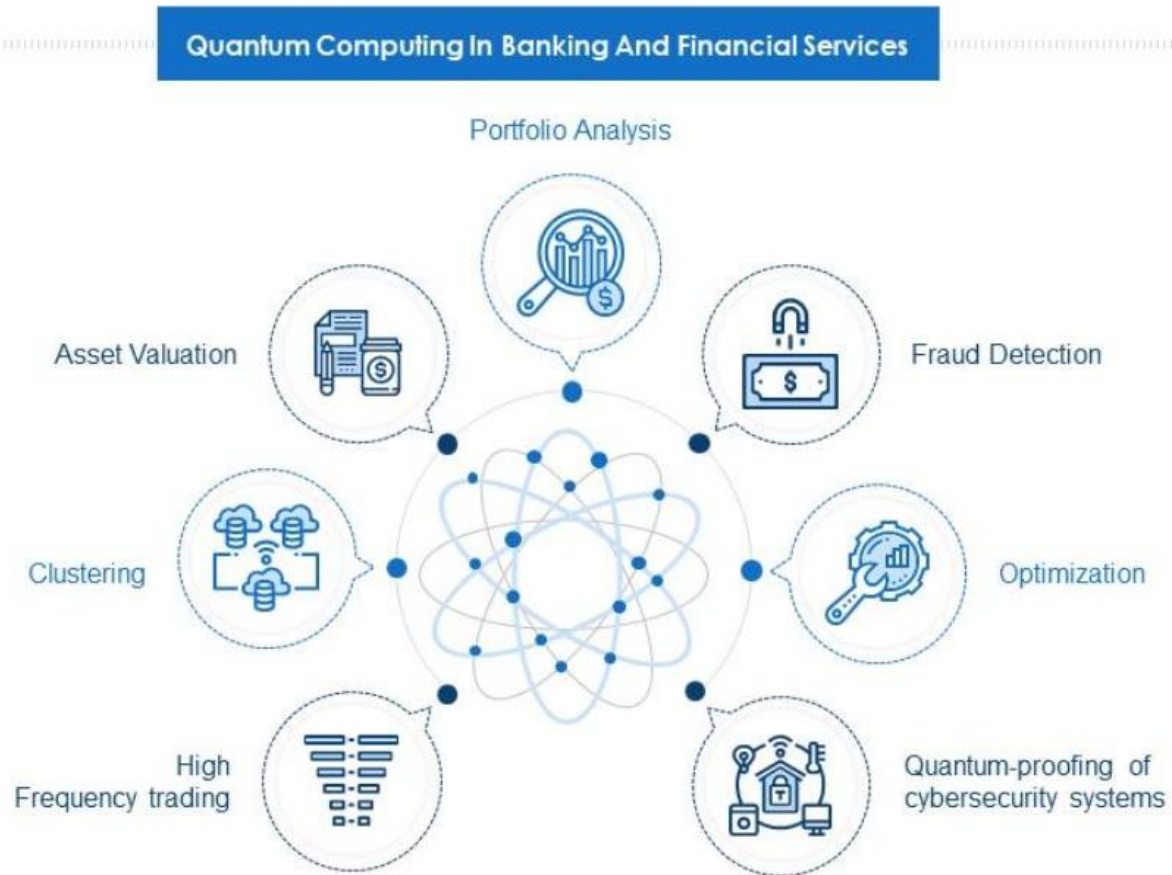 Quantum Computing In Banking And Financial Services
Portfolio Analysis
$
Asset Valuation
$
$
Fraud Detection
Clustering
Optimization
High
Frequency trading
Quantum-proofing of
cybersecurity systems